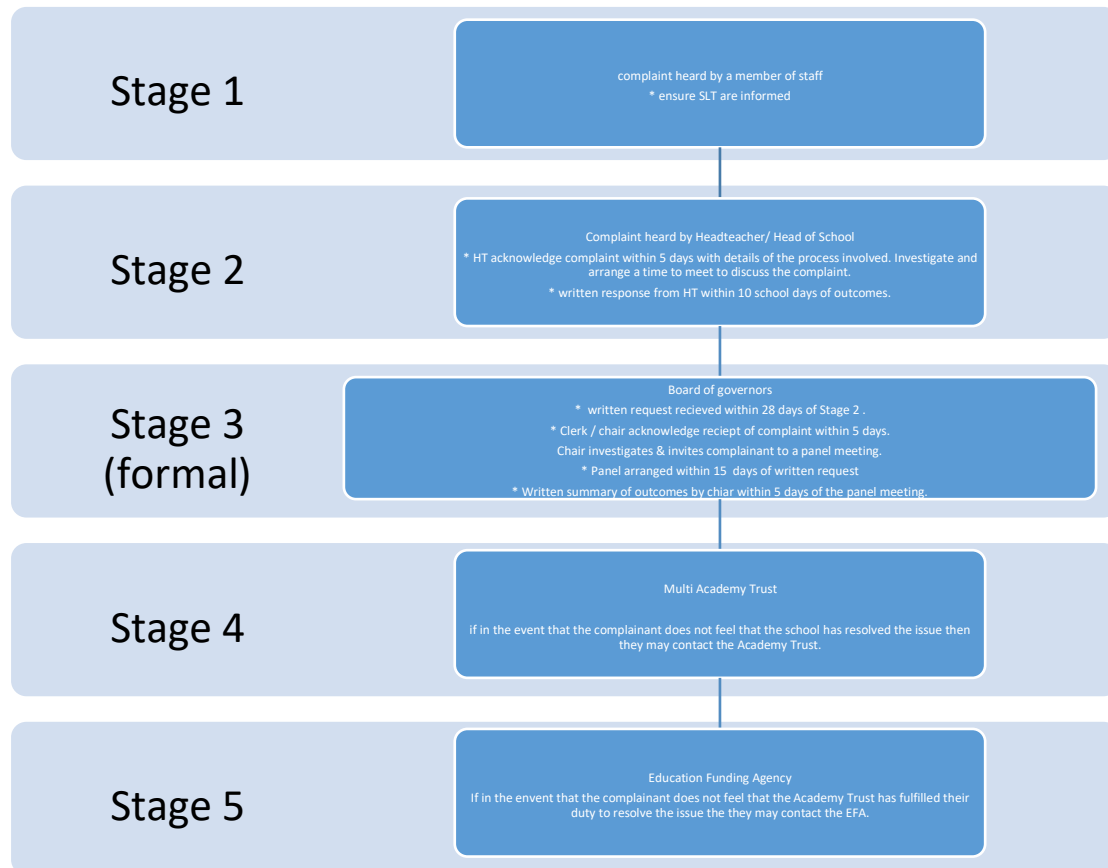 Stage 1
complaint heard by a member of staff
* ensure SLT are informed
Stage 2
Complaint heard by Headteacher/ Head of School
* HT acknowledge complaint within 5 days with details of the process involved. Investigate and
arrange a time to meet to discuss the complaint.
* written response from HT within 10 school days of outcomes.
Stage 3
(formal)
Board of governors
* written request recieved within 28 days of Stage 2 .
* Clerk / chair acknowledge reciept of complaint within 5 days.
Chair investigates & invites complainant to a panel meeting.
* Panel arranged within 15 days of written request
* Written summary of outcomes by chiar within 5 days of the panel meeting.
Stage 4
Multi Academy Trust
if in the event that the complainant does not feel that the school has resolved the issue then
they may contact the Academy Trust.
Stage 5
Education Funding Agency
If in the envent that the complainant does not feel that the Academy Trust has fulfilled their
duty to resolve the issue the they may contact the EFA.